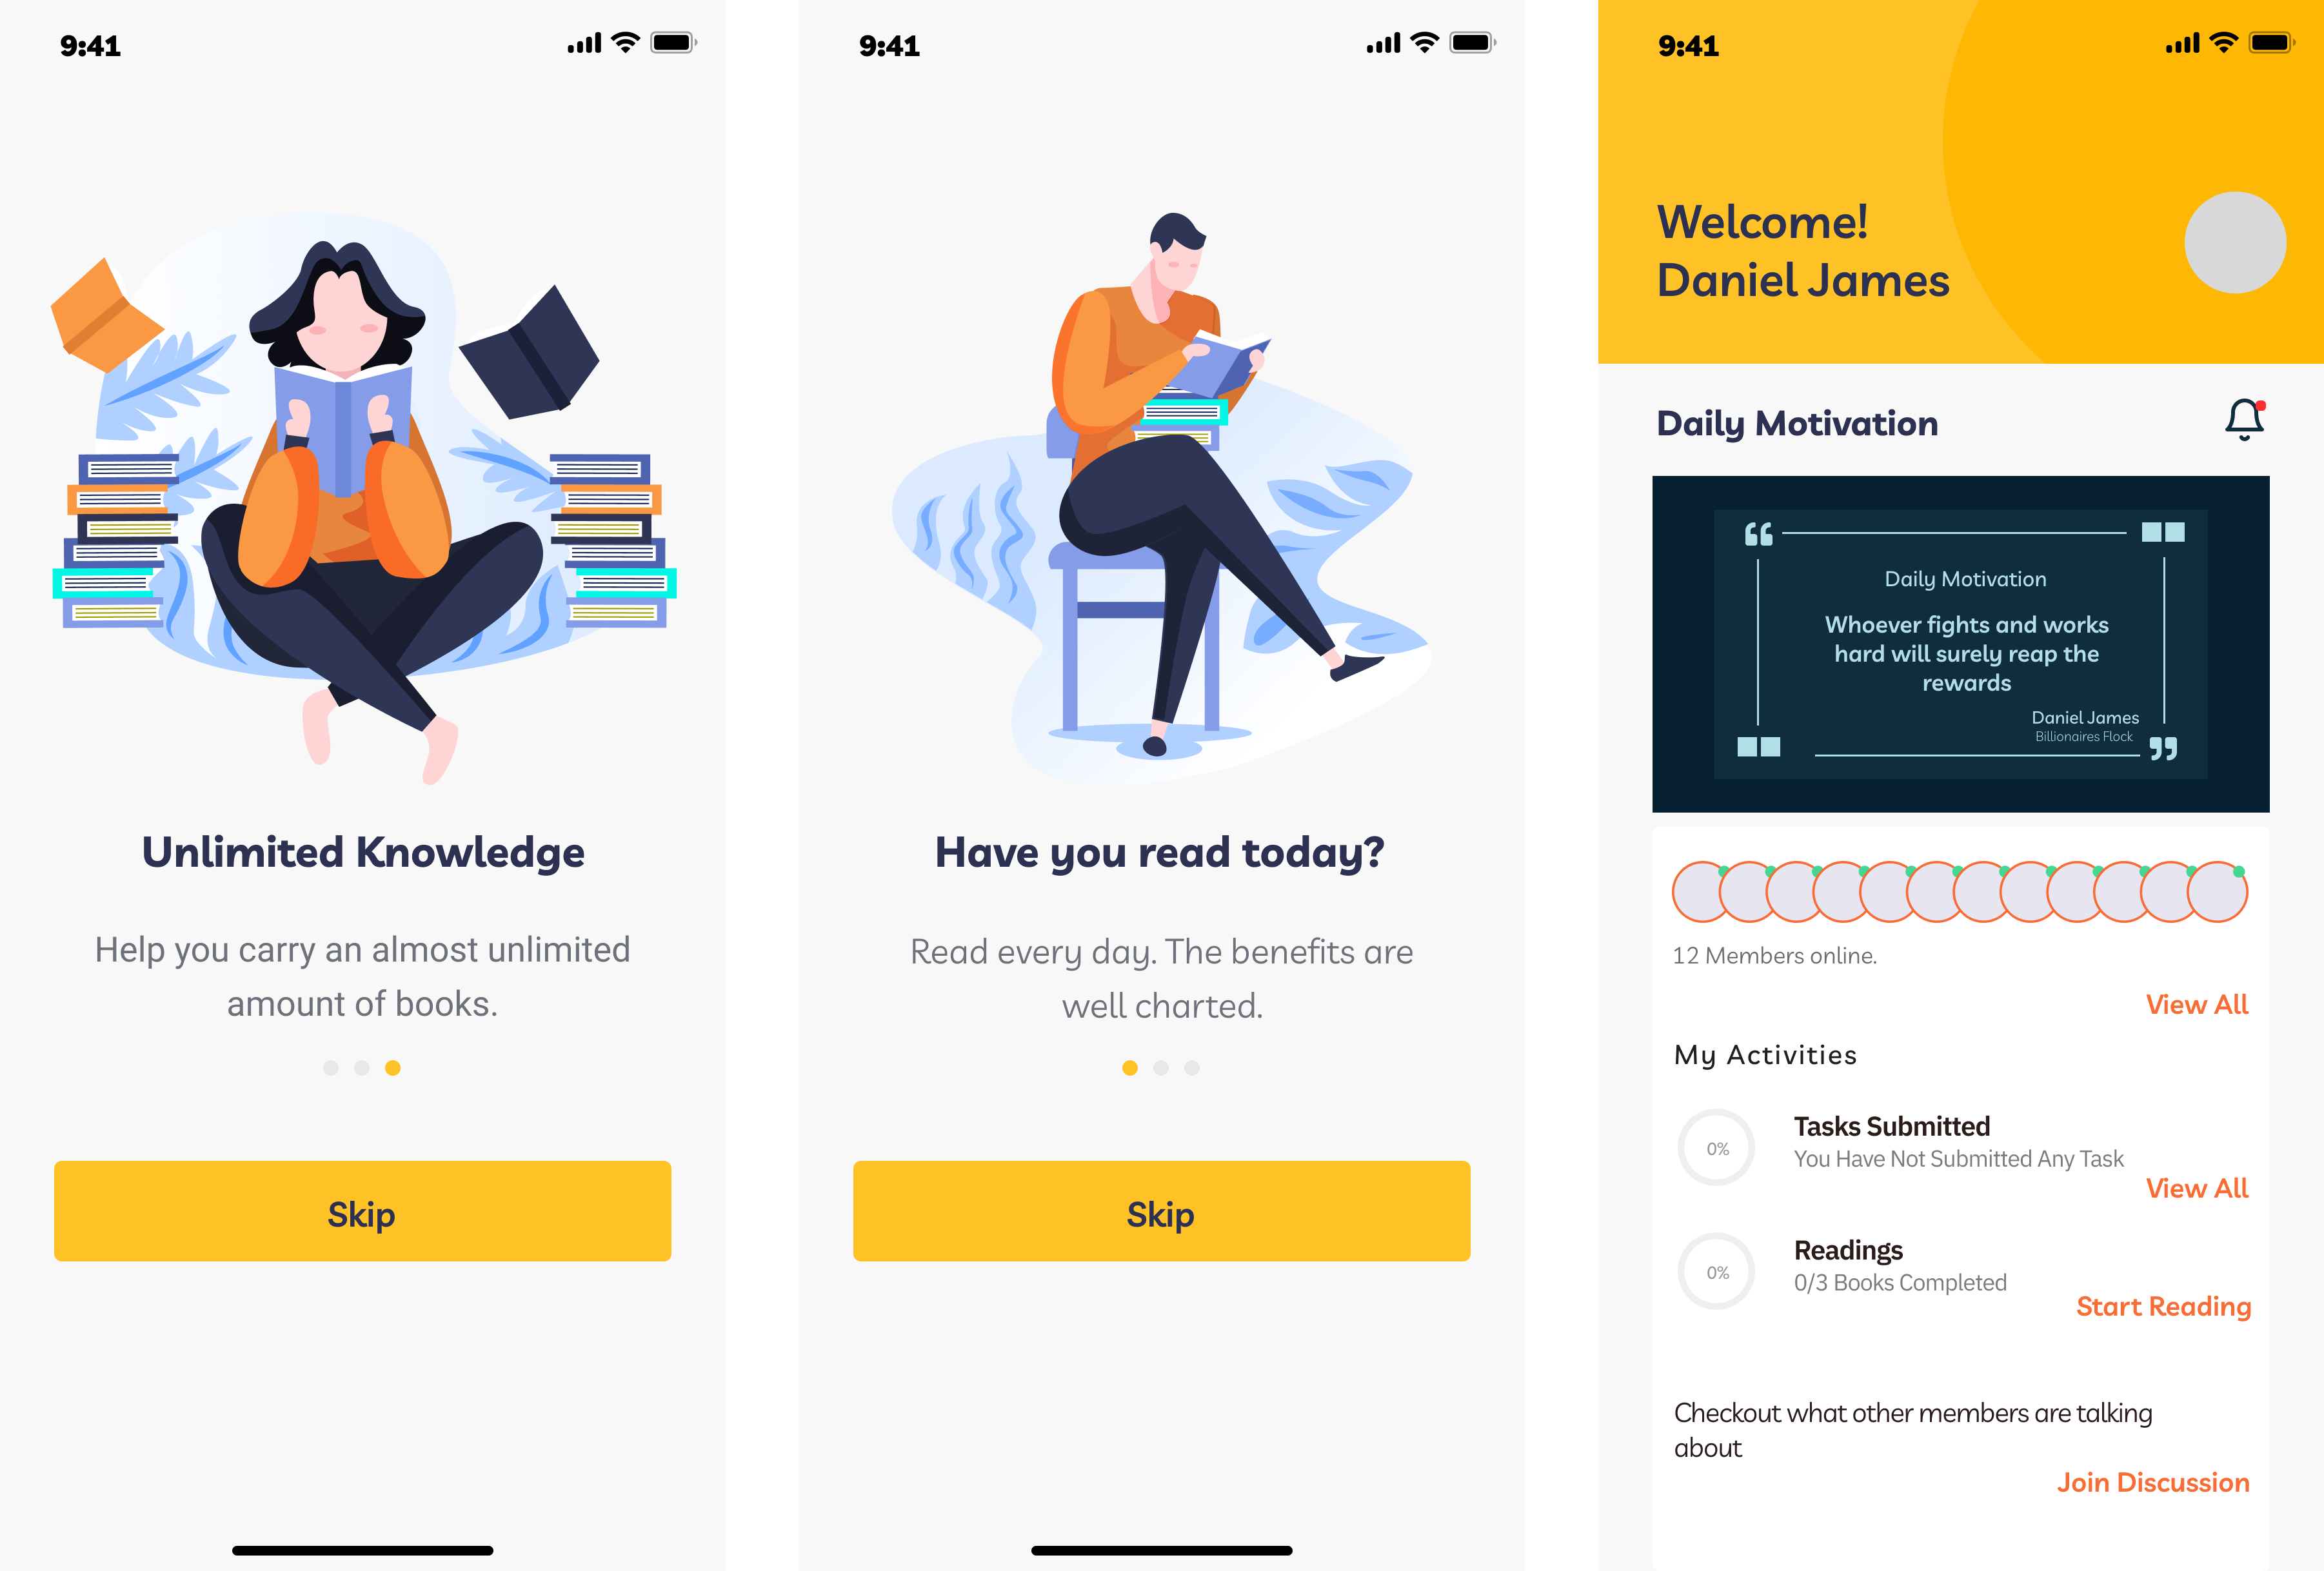 9:41
Unlimited Knowledge
Help you carry an almost unlimited
amount of books.
Skip
9:41
Have you read today?
Read every day. The benefits are
well charted.
Skip
9:41
Welcome!
Daniel James
Daily Motivation
Daily Motivation
Whoever fights and works
hard will surely reap the
rewards
Daniel James
Billionaires Flock
12 Members online.
View All
My Activities
0%
Tasks Submitted
You Have Not Submitted Any Task
View All
0%
Readings
0/3 Books Completed
Start Reading
Checkout what other members are talking
about
Join Discussion